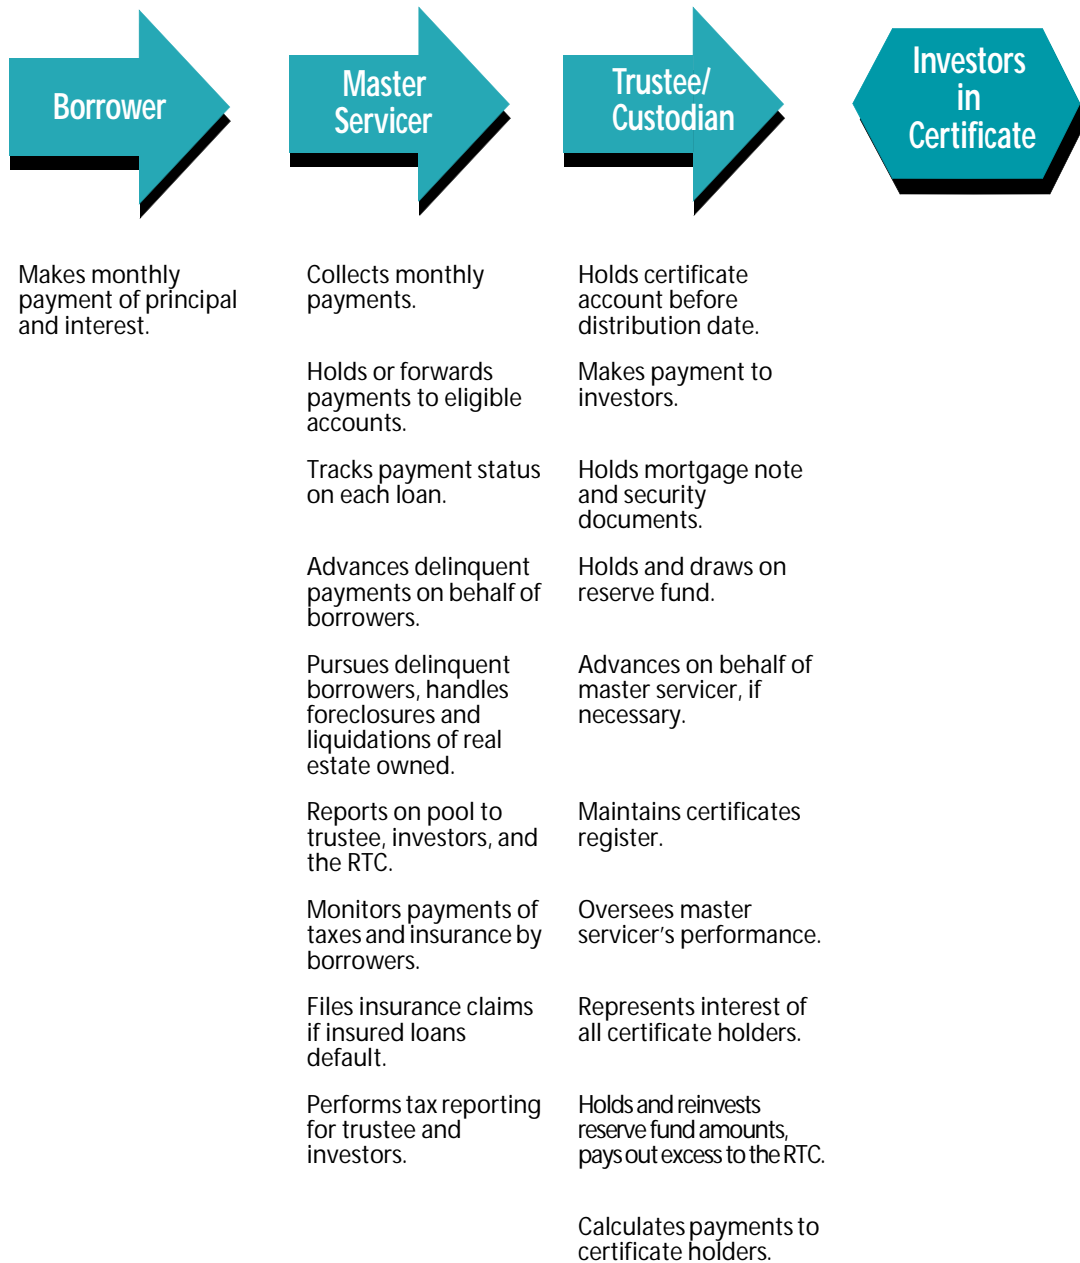 Borrower
Master
Servicer
Trustee/
Custodian
Investors
in
Certificate
Makes monthly
payment of principal
and interest.
Collects monthly
payments.
Holds or forwards
payments to eligible
accounts.
Tracks payment status
on each loan.
Advances delinquent
payments on behalf of
borrowers.
Pursues delinquent
borrowers, handles
foreclosures and
liquidations of real
estate owned.
Reports on pool to
trustee, investors, and
the RTC.
Monitors payments of
taxes and insurance by
borrowers.
Files insurance claims
if insured loans
default.
Performs tax reporting
for trustee and
investors.
Holds certificate
account before
distribution date.
Makes payment to
investors.
Holds mortgage note
and security
documents.
Holds and draws on
reserve fund.
Advances on behalf of
master servicer, if
necessary.
Maintains certificates
register.
Oversees master
servicer’s performance.
Represents interest of
all certificate holders.
Holds and reinvests
reserve fund amounts,
pays out excess to the RTC.
Calculates payments to
certificate holders.